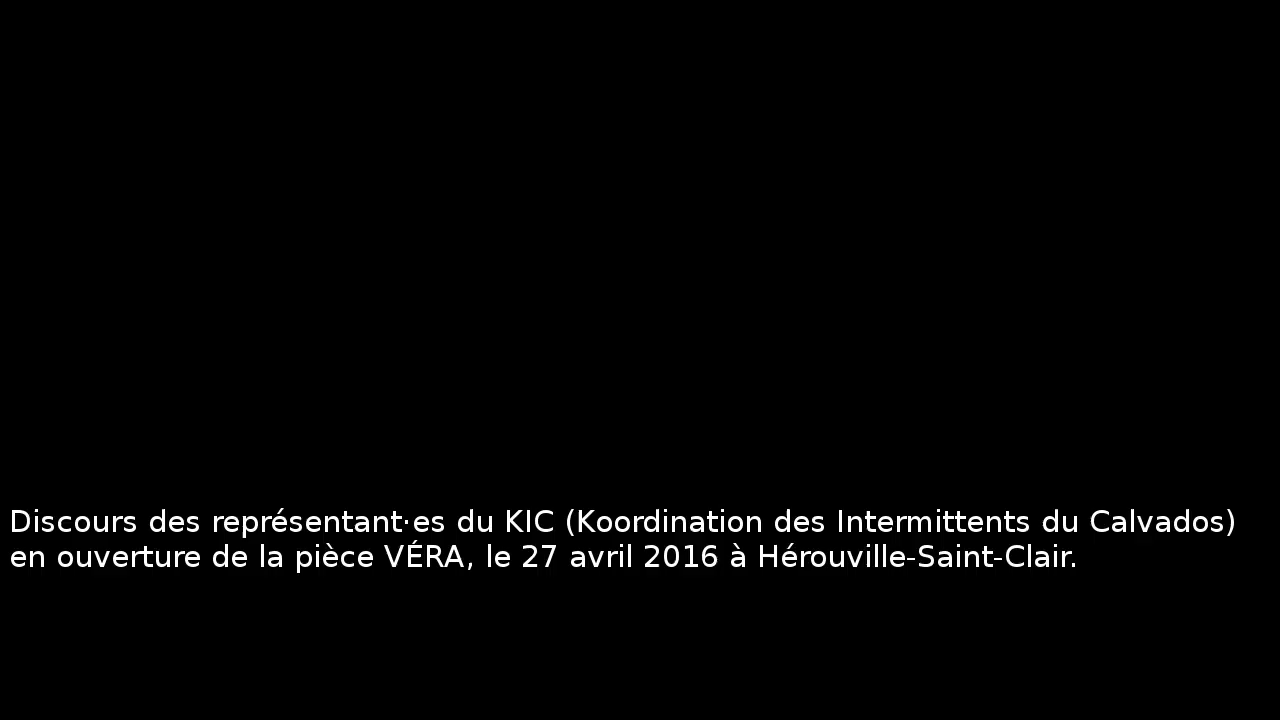 Discours des représentant·es du KIC (Koordination des Intermittents du Calvados)
en ouverture de la pièce VÉRA, le 27 avril 2016 à Hérouville-Saint-Clair.